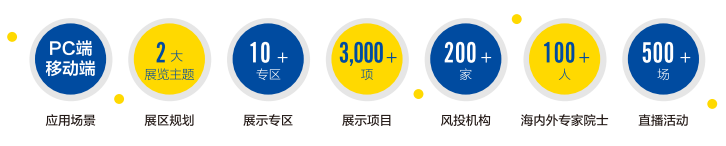 PC端
移动端
应用场景
2大
展览主题
展区规划
10+
专区
展示专区
3,000+
项
展示项目
200+
家
风投机构
100+
人
海内外专家院士
500+
场
直播活动